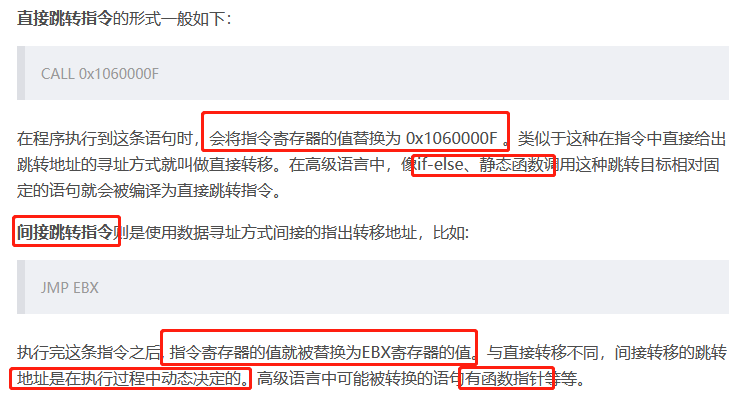 直接跳转指令的形式一般如下：
CALL 0x1060000F
在程序执行到这条语句时，会将指令寄存器的值替换为 0x1060000F 。类似于这种在指令中直接给出
跳转地址的寻址方式就叫做直接转移。在高级语言中，像if-else、静态函数调用这种跳转目标相对固
定的语句就会被编译为直接跳转指令。
间接跳转指令则是使用数据寻址方式间接的指出转移地址，比如:
JMP EBX
执行完这条指令之后，指令寄存器的值就被替换为EBX寄存器的值。与直接转移不同，间接转移的跳转
地址是在执行过程中动态决定的。高级语言中可能被转换的语句有函数指针等等。